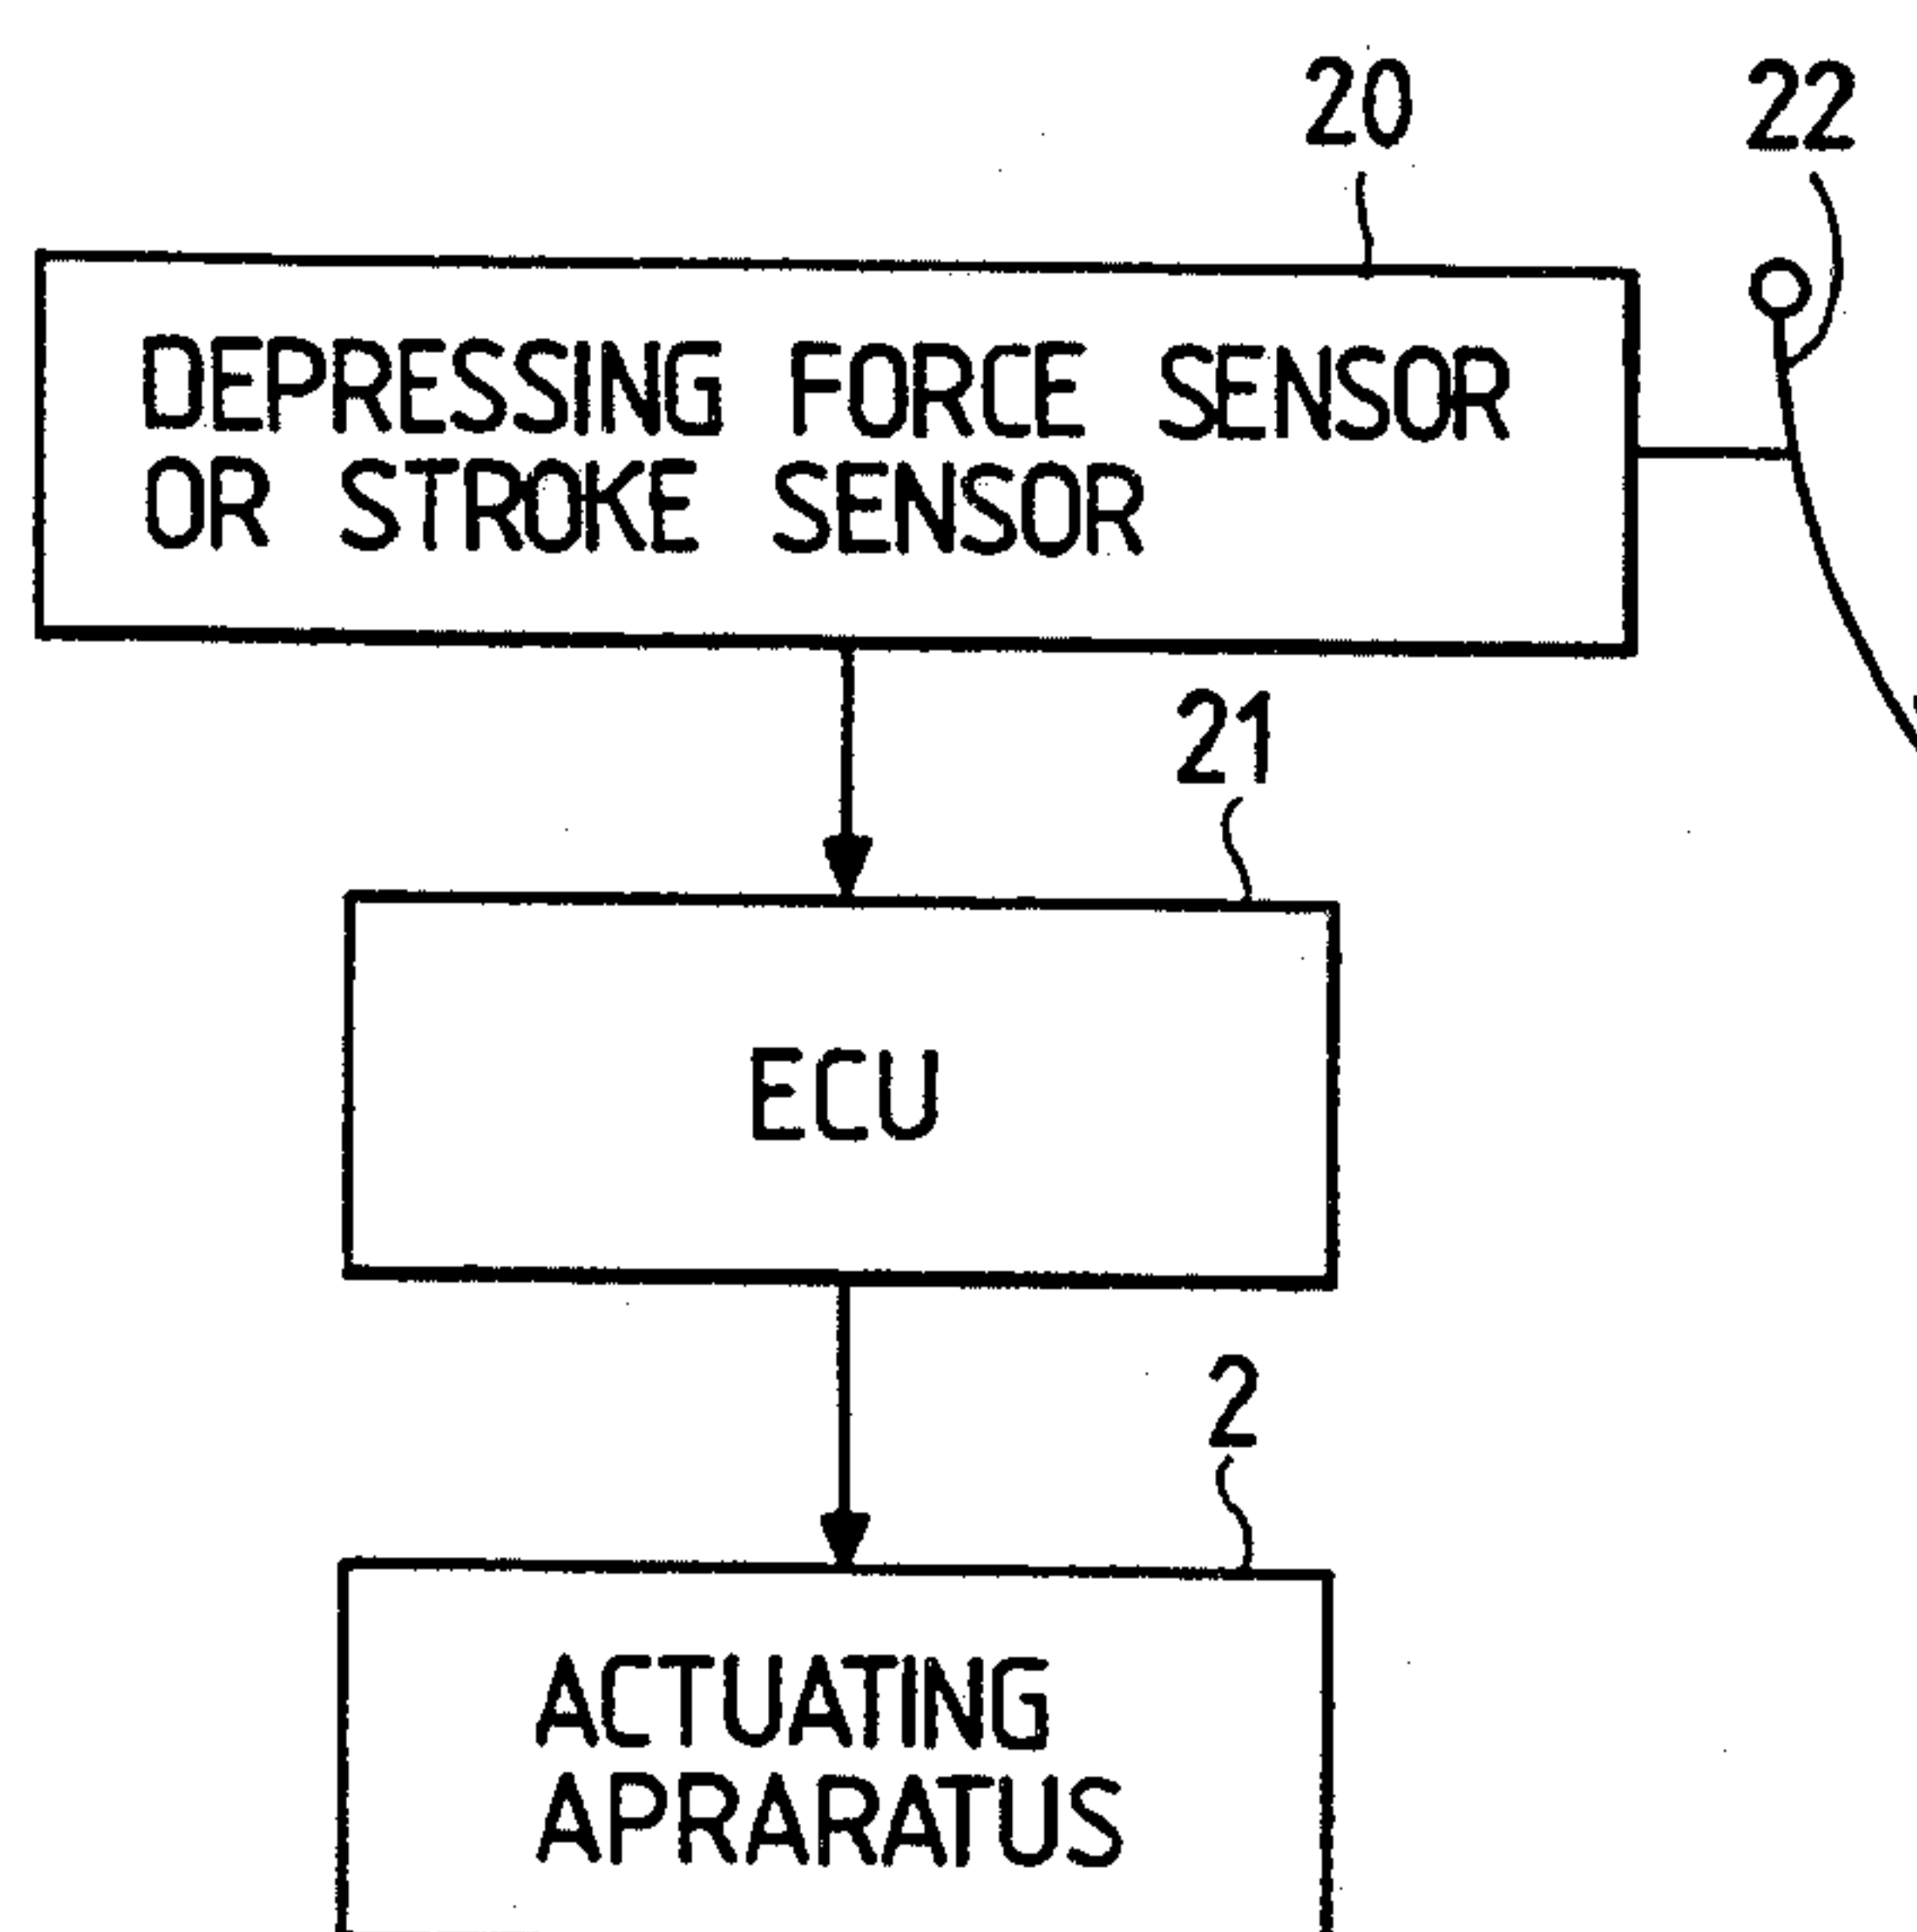 20
22
DEPRESSING FORCE SENSOR
OR STROKE SENSOR
21
ECU
2
ACTUATING
APRARATUS